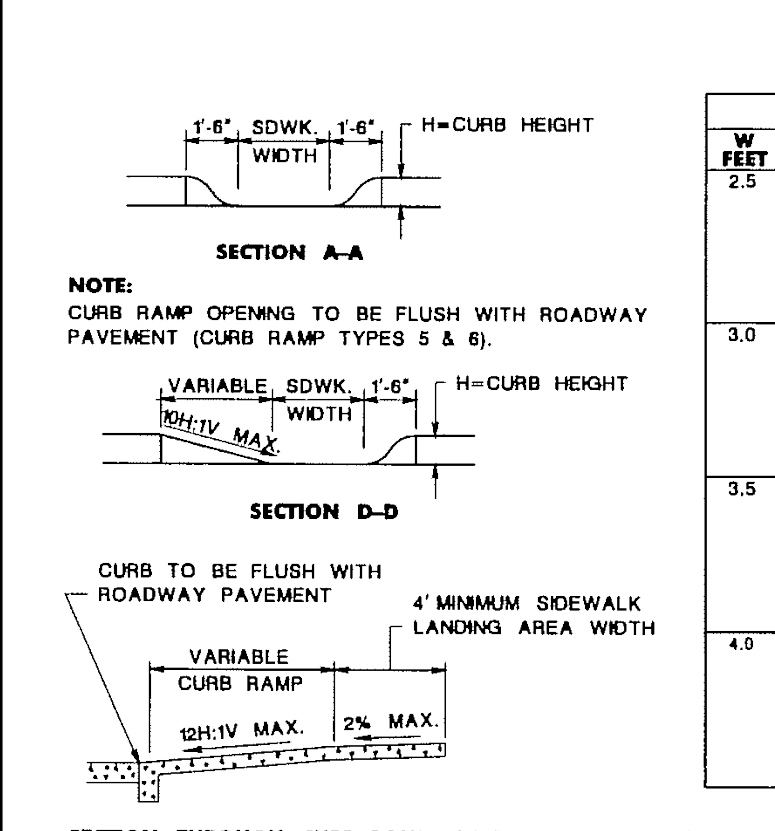 1'-6" SDWK. 1'-6" H=CURB HEIGHT
WIDTH
SECTION A-A
NOTE:
CURB RAMP OPENING TO BE FLUSH WITH ROADWAY
PAVEMENT (CURB RAMP TYPES 5 & 6).
VARIABLE SDWK. 1'-6" H=CURB HEIGHT
WIDTH
10H:1V MAX.
SECTION D-D
CURB TO BE FLUSH WITH
ROADWAY PAVEMENT
4' MINIMUM SIDEWALK
LANDING AREA WIDTH
VARIABLE
CURB RAMP
12H:1V MAX.
2% MAX.
W
FEET
2.5
3.0
3.5
4.0